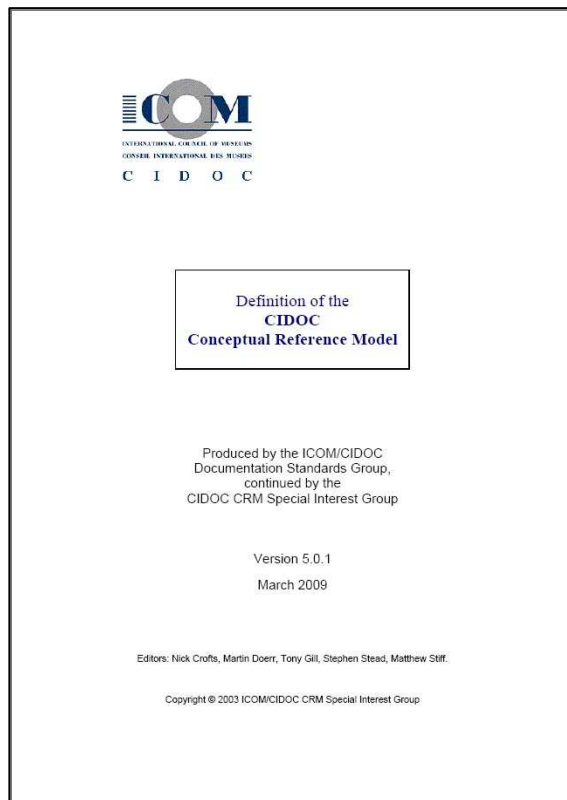 ICOM
INTERNATIONAL COUNCIL OF MUSEUMS
CONSEIL INTERNATIONAL DES MUSEES
C I D O C
Definition of the
CIDOC
Conceptual Reference Model
Produced by the ICOM/CIDOC
Documentation Standards Group,
continued by the
CIDOC CRM Special Interest Group
Version 5.0.1
March 2009
Editors: Nick Crofts, Martin Doerr, Tony Gill, Stephen Stead, Matthew Stiff.
Copyright © 2003 ICOM/CIDOC CRM Special Interest Group